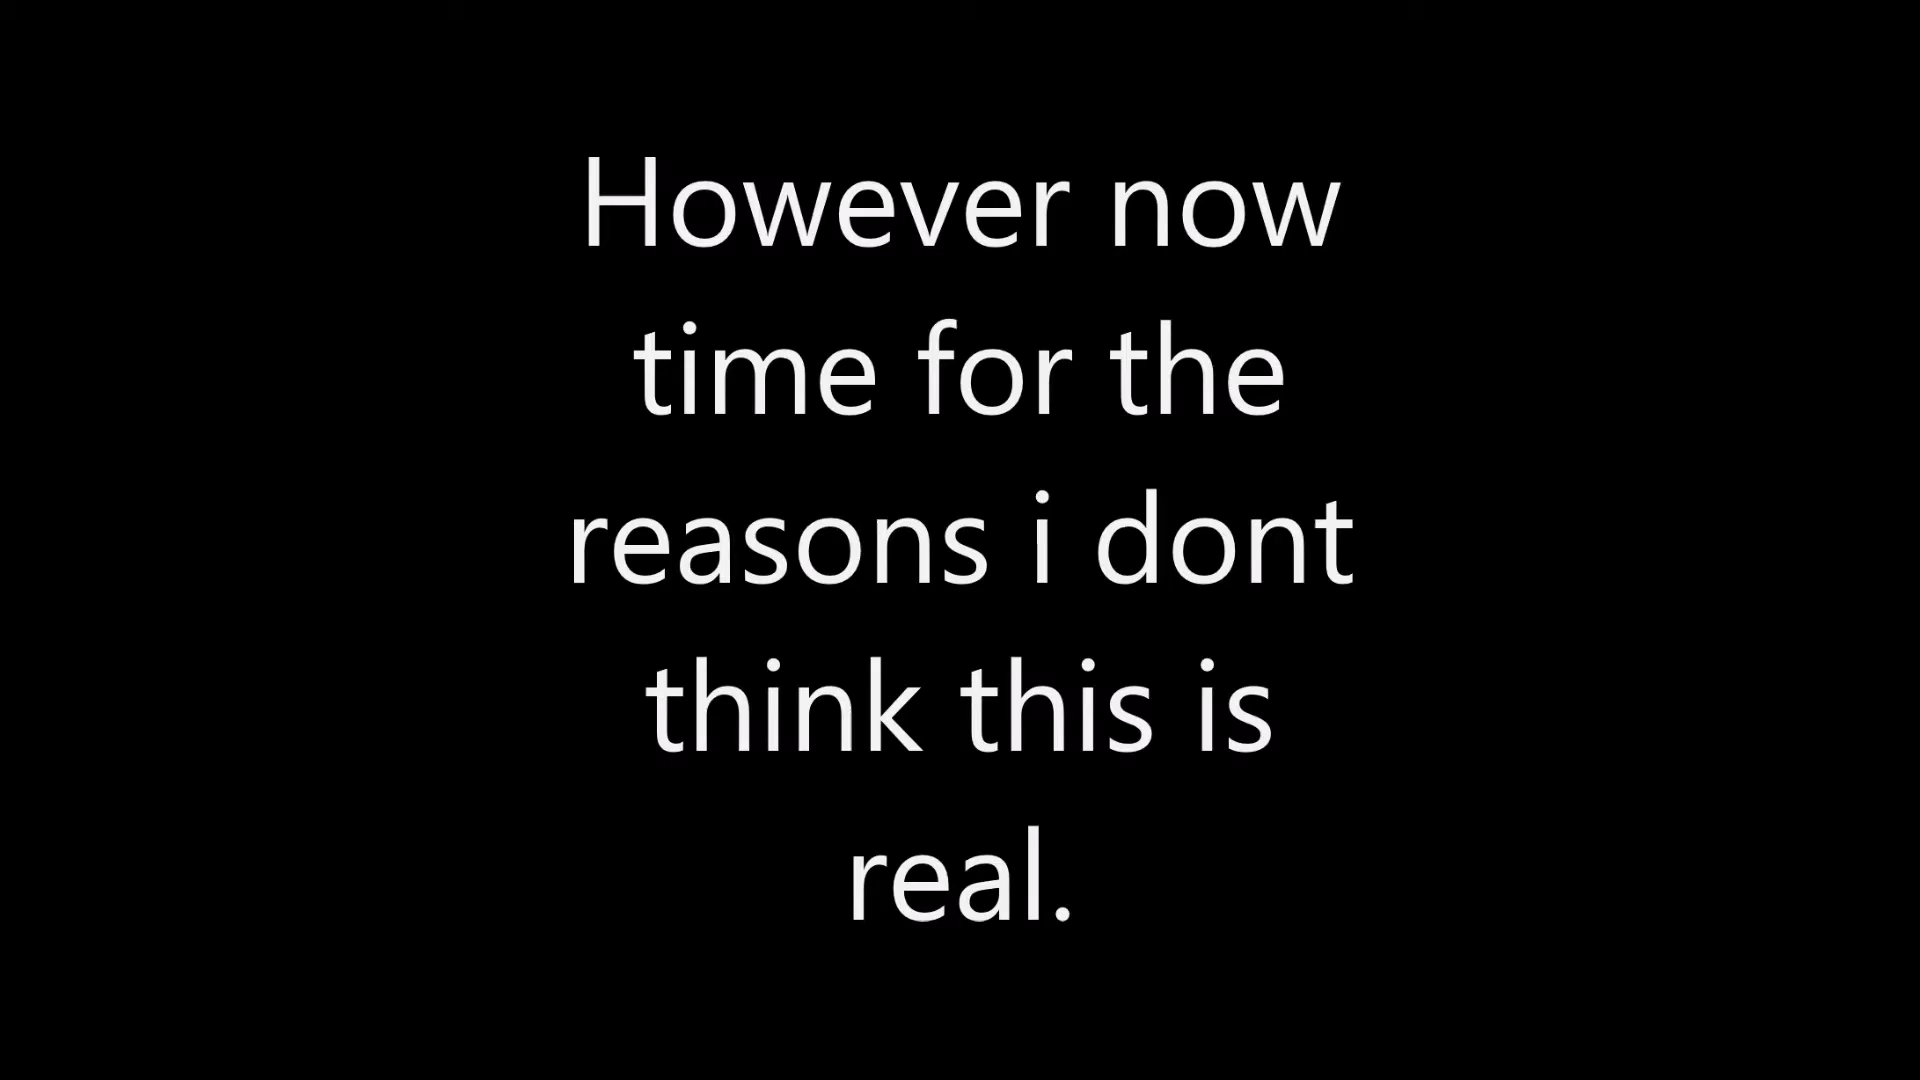 However now
time for the
reasons i dont
think this is
real.